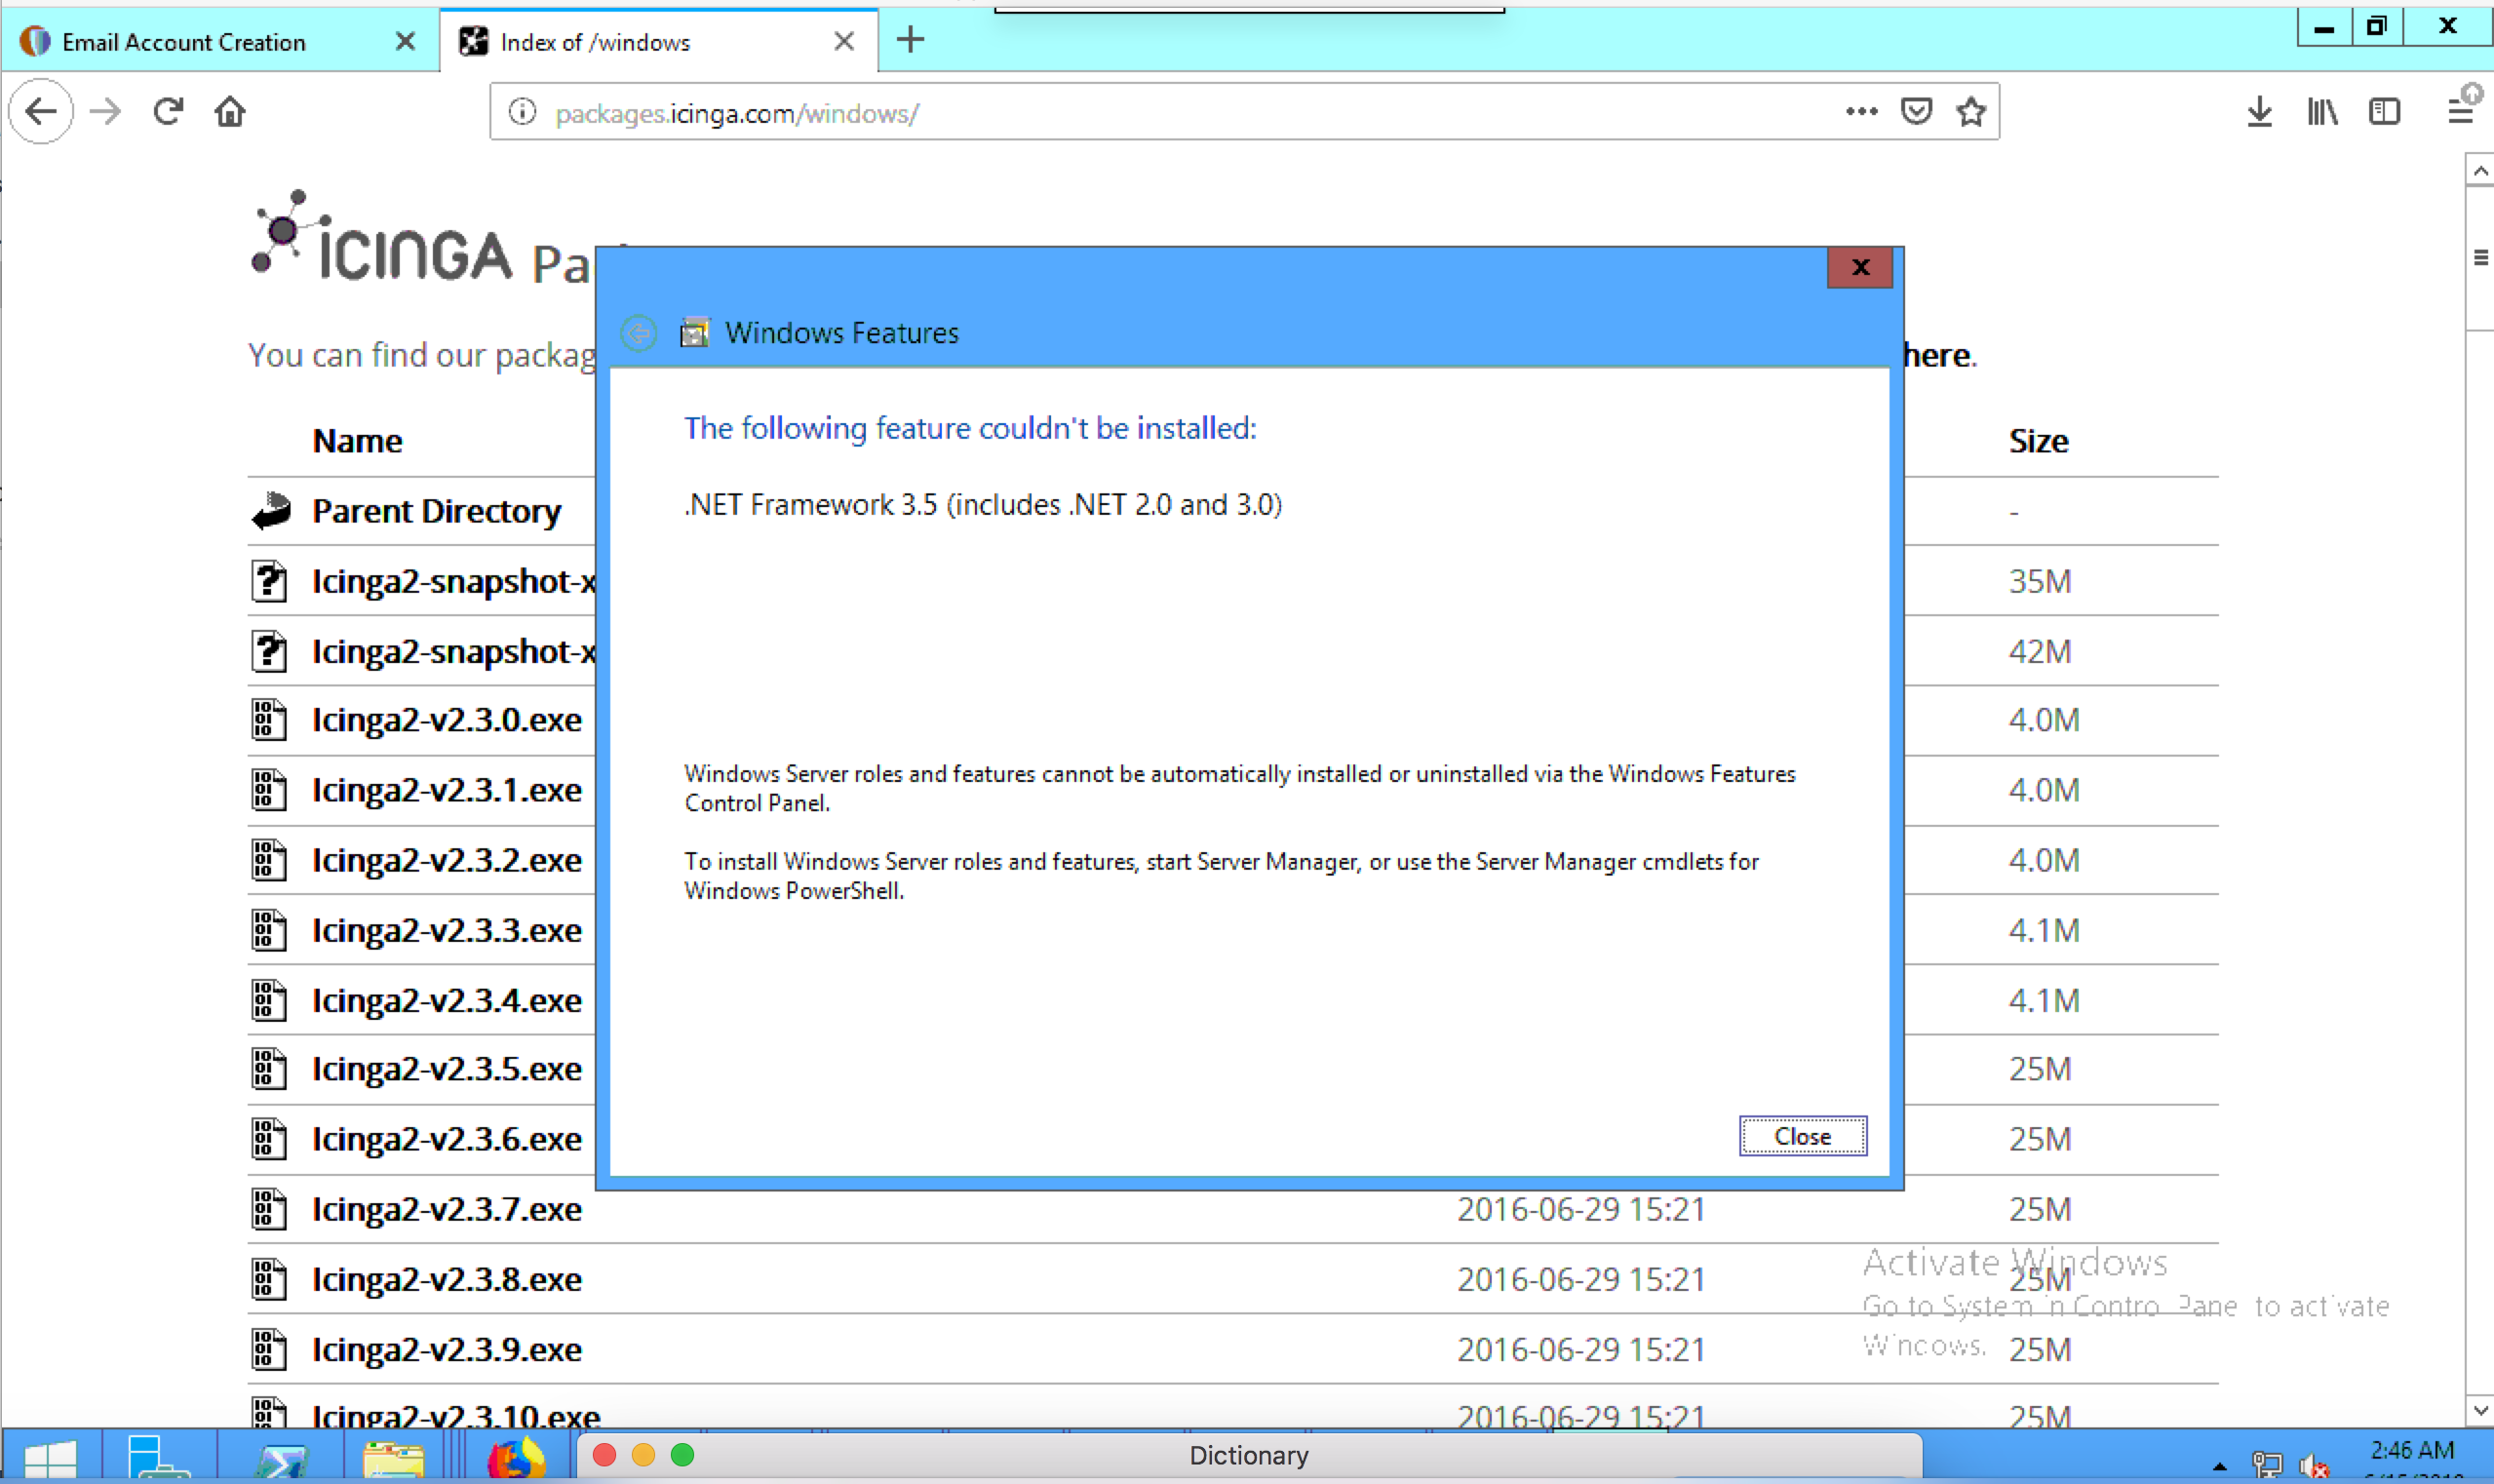 Email Account Creation
Index of /windows
packages.icinga.com/windows/
ICINGA Pa
You can find our packag
here.
Name
Size
Parent Directory
-
Icinga2-snapshot-x
35M
Icinga2-snapshot-x
42M
Icinga2-v2.3.0.exe
4.0M
Icinga2-v2.3.1.exe
4.0M
Icinga2-v2.3.2.exe
4.0M
Icinga2-v2.3.3.exe
4.1M
Icinga2-v2.3.4.exe
4.1M
Icinga2-v2.3.5.exe
25M
Icinga2-v2.3.6.exe
25M
Icinga2-v2.3.7.exe 2016-06-29 15:21 25M
Icinga2-v2.3.8.exe 2016-06-29 15:21 25M
Icinga2-v2.3.9.exe 2016-06-29 15:21 25M
Icinga2-v2.3.10.exe 2016-06-29 15:21 25M
Windows Features
The following feature couldn't be installed:
.NET Framework 3.5 (includes .NET 2.0 and 3.0)
Windows Server roles and features cannot be automatically installed or uninstalled via the Windows Features
Control Panel.
To install Windows Server roles and features, start Server Manager, or use the Server Manager cmdlets for
Windows PowerShell.
Close
Activate Windows
Go to System in Control Panel to activate
Windows.
Dictionary
2:46 AM